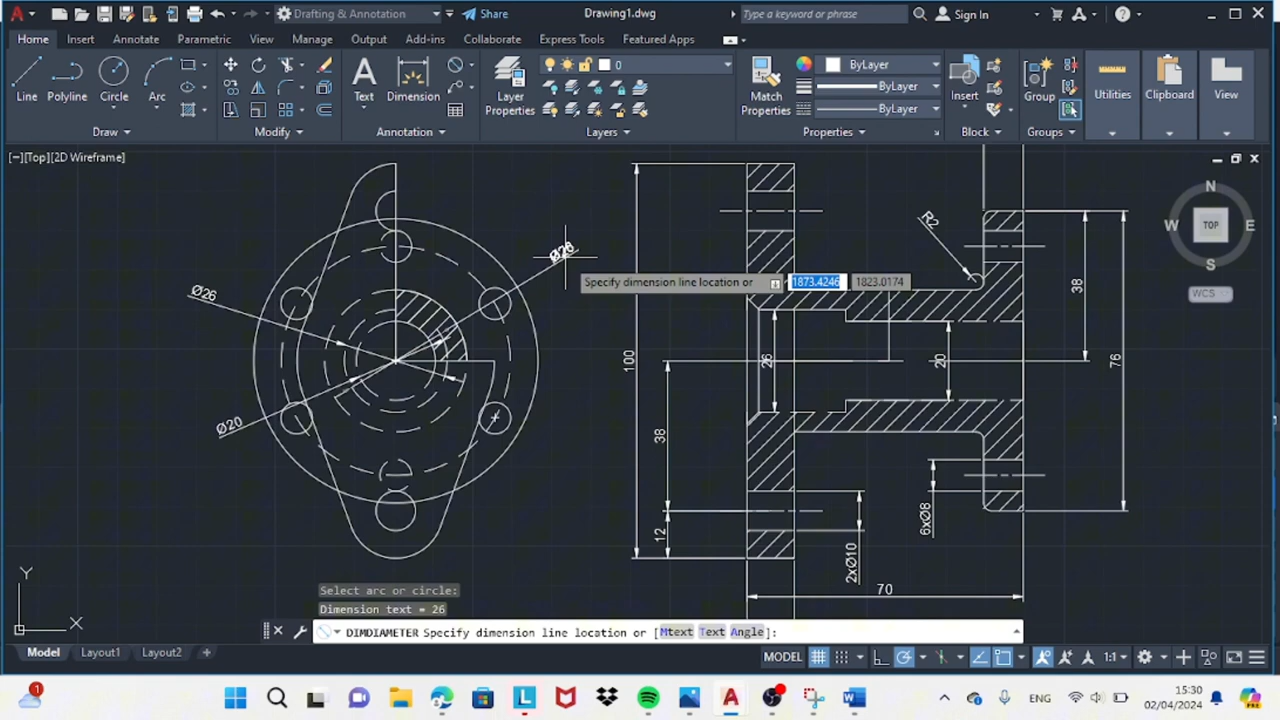 Drafting & Annotation
Share
Drawing1.dwg
Type a keyword or phrase
Sign In
Home Insert Annotate Parametric View Manage Output Add-ins Collaborate Express Tools Featured Apps
Line Polyline Circle Arc
Text Dimension
Layer Properties
0
Match Properties
ByLayer
ByLayer
ByLayer
Insert
Group
Utilities
Clipboard
View
Draw Modify Annotation Layers Properties Block Groups
[−][Top][2D Wireframe]
N
W TOP E
S
WCS
R2
Ø26
Ø26
Specify dimension line location or 1873.4246 1823.0174
38
100
26
20
76
Ø20
38
6xØ8
12
2xØ10
70
Y
X
Select arc or circle:
Dimension text = 26
DIMDIAMETER Specify dimension line location or [Mtext Text Angle]:
Model Layout1 Layout2 +
MODEL
1:1
1
L
A
W
PRE
ENG
15:30
02/04/2024